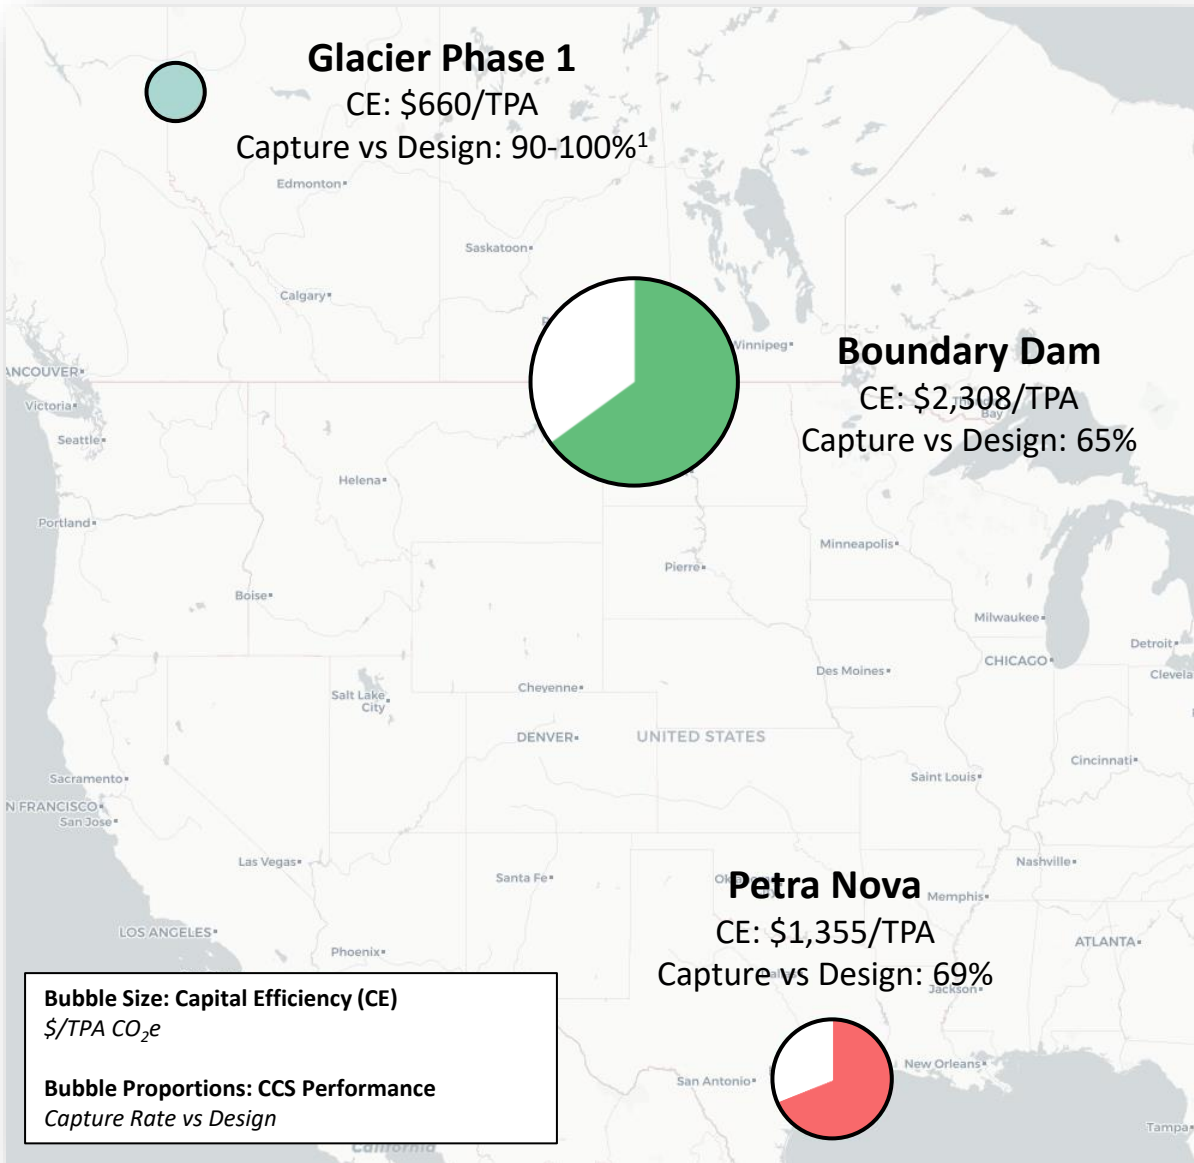 Glacier Phase 1
CE: $660/TPA
Capture vs Design: 90-100%¹
Edmonton
Saskatoon
Calgary
Winnipeg
Boundary Dam
CE: $2,308/TPA
Bay
Capture vs Design: 65%
ANCOUVER
Victoria
Seattle
Helena
Portland
Minneapolis
Pierre
Boise
Milwaukee
Detroit
CHICAGO
Des Moines
Clevela
Salt Lake
City
Cheyenne
DENVER
UNITED STATES
Cincinnati
Sacramento
Saint Louis
N FRANCISCO
San Jose
Las Vegas
Nashville
Santa Fe
Petra Nova
Memphis
CE: $1,355/TPA
LOS ANGELES
ATLANTA
Phoenix
Capture vs Design: 69%
Jackson
Bubble Size: Capital Efficiency (CE)
$/TPA CO₂e
Bubble Proportions: CCS Performance
Capture Rate vs Design
New Orleans
San Antonio
Tampa
California